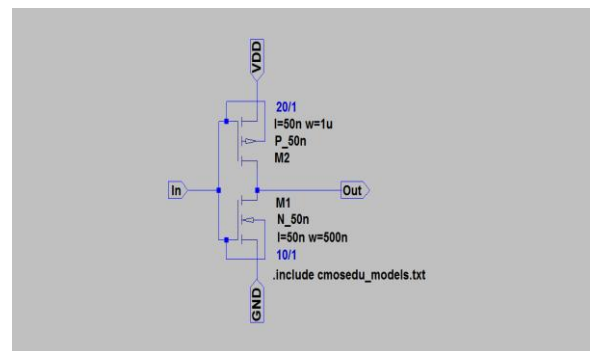 VDD
20/1
l=50n w=1u
P_50n
M2
In
Out
M1
N_50n
l=50n w=500n
10/1
.include cmosedu_models.txt
GND